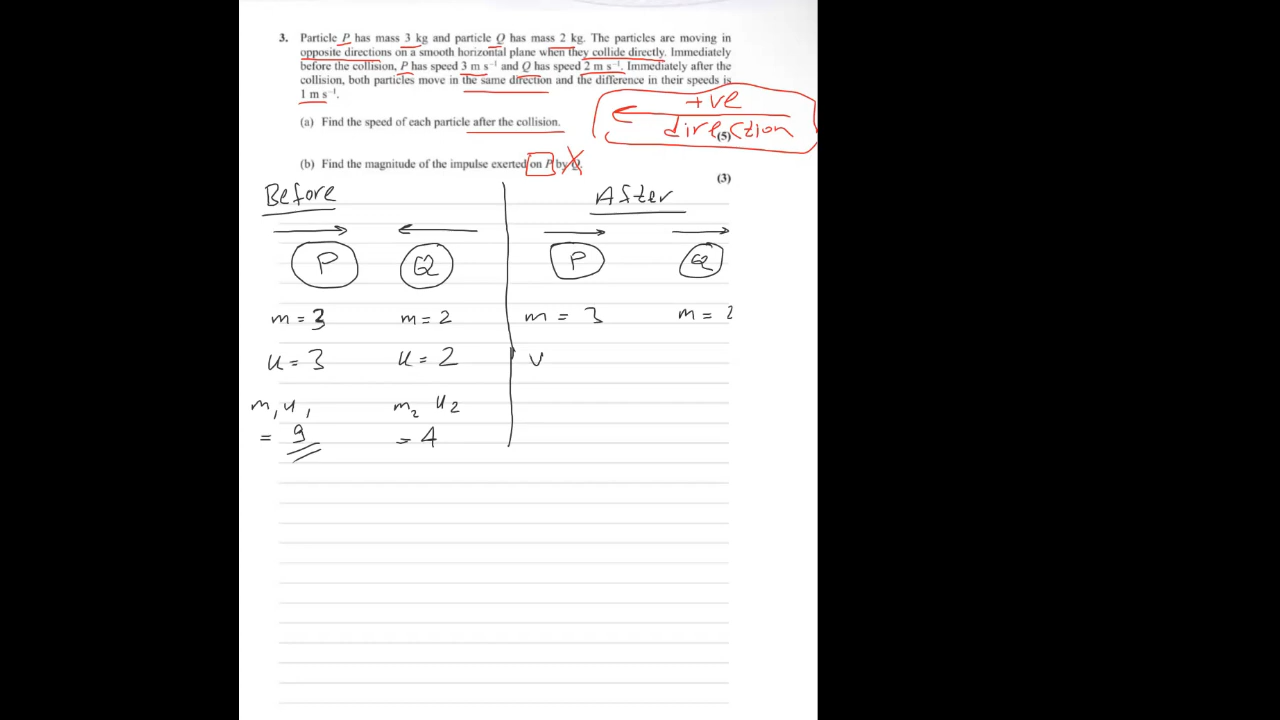 3. Particle P has mass 3 kg and particle Q has mass 2 kg. The particles are moving in
opposite directions on a smooth horizontal plane when they collide directly. Immediately
before the collision, P has speed 3 m s⁻¹ and Q has speed 2 m s⁻¹. Immediately after the
collision, both particles move in the same direction and the difference in their speeds is
1 m s⁻¹.
+ve
direction
(a) Find the speed of each particle after the collision.
(5)
(b) Find the magnitude of the impulse exerted on P by Q.
(3)
Before After
P Q P Q
m = 3 m = 2 m = 3 m = 2
u = 3 u = 2 v
m₁ u₁ m₂ u₂
= 9 = 4